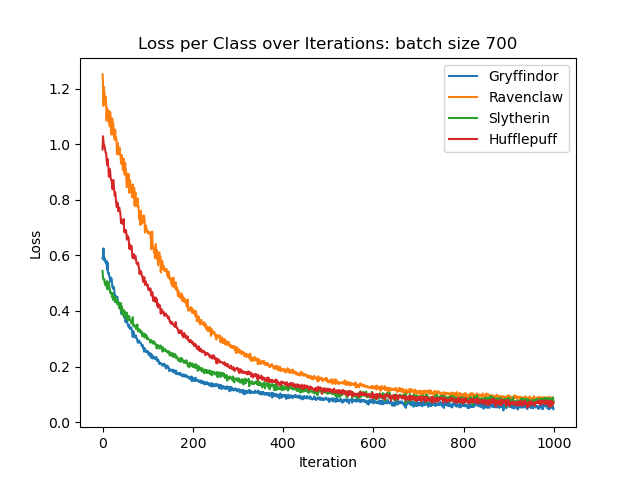 Loss per Class over Iterations: batch size 700
Gryffindor
Ravenclaw
Slytherin
Hufflepuff
Loss
1.2
1.0
0.8
0.6
0.4
0.2
0.0
0 200 400 600 800 1000
Iteration